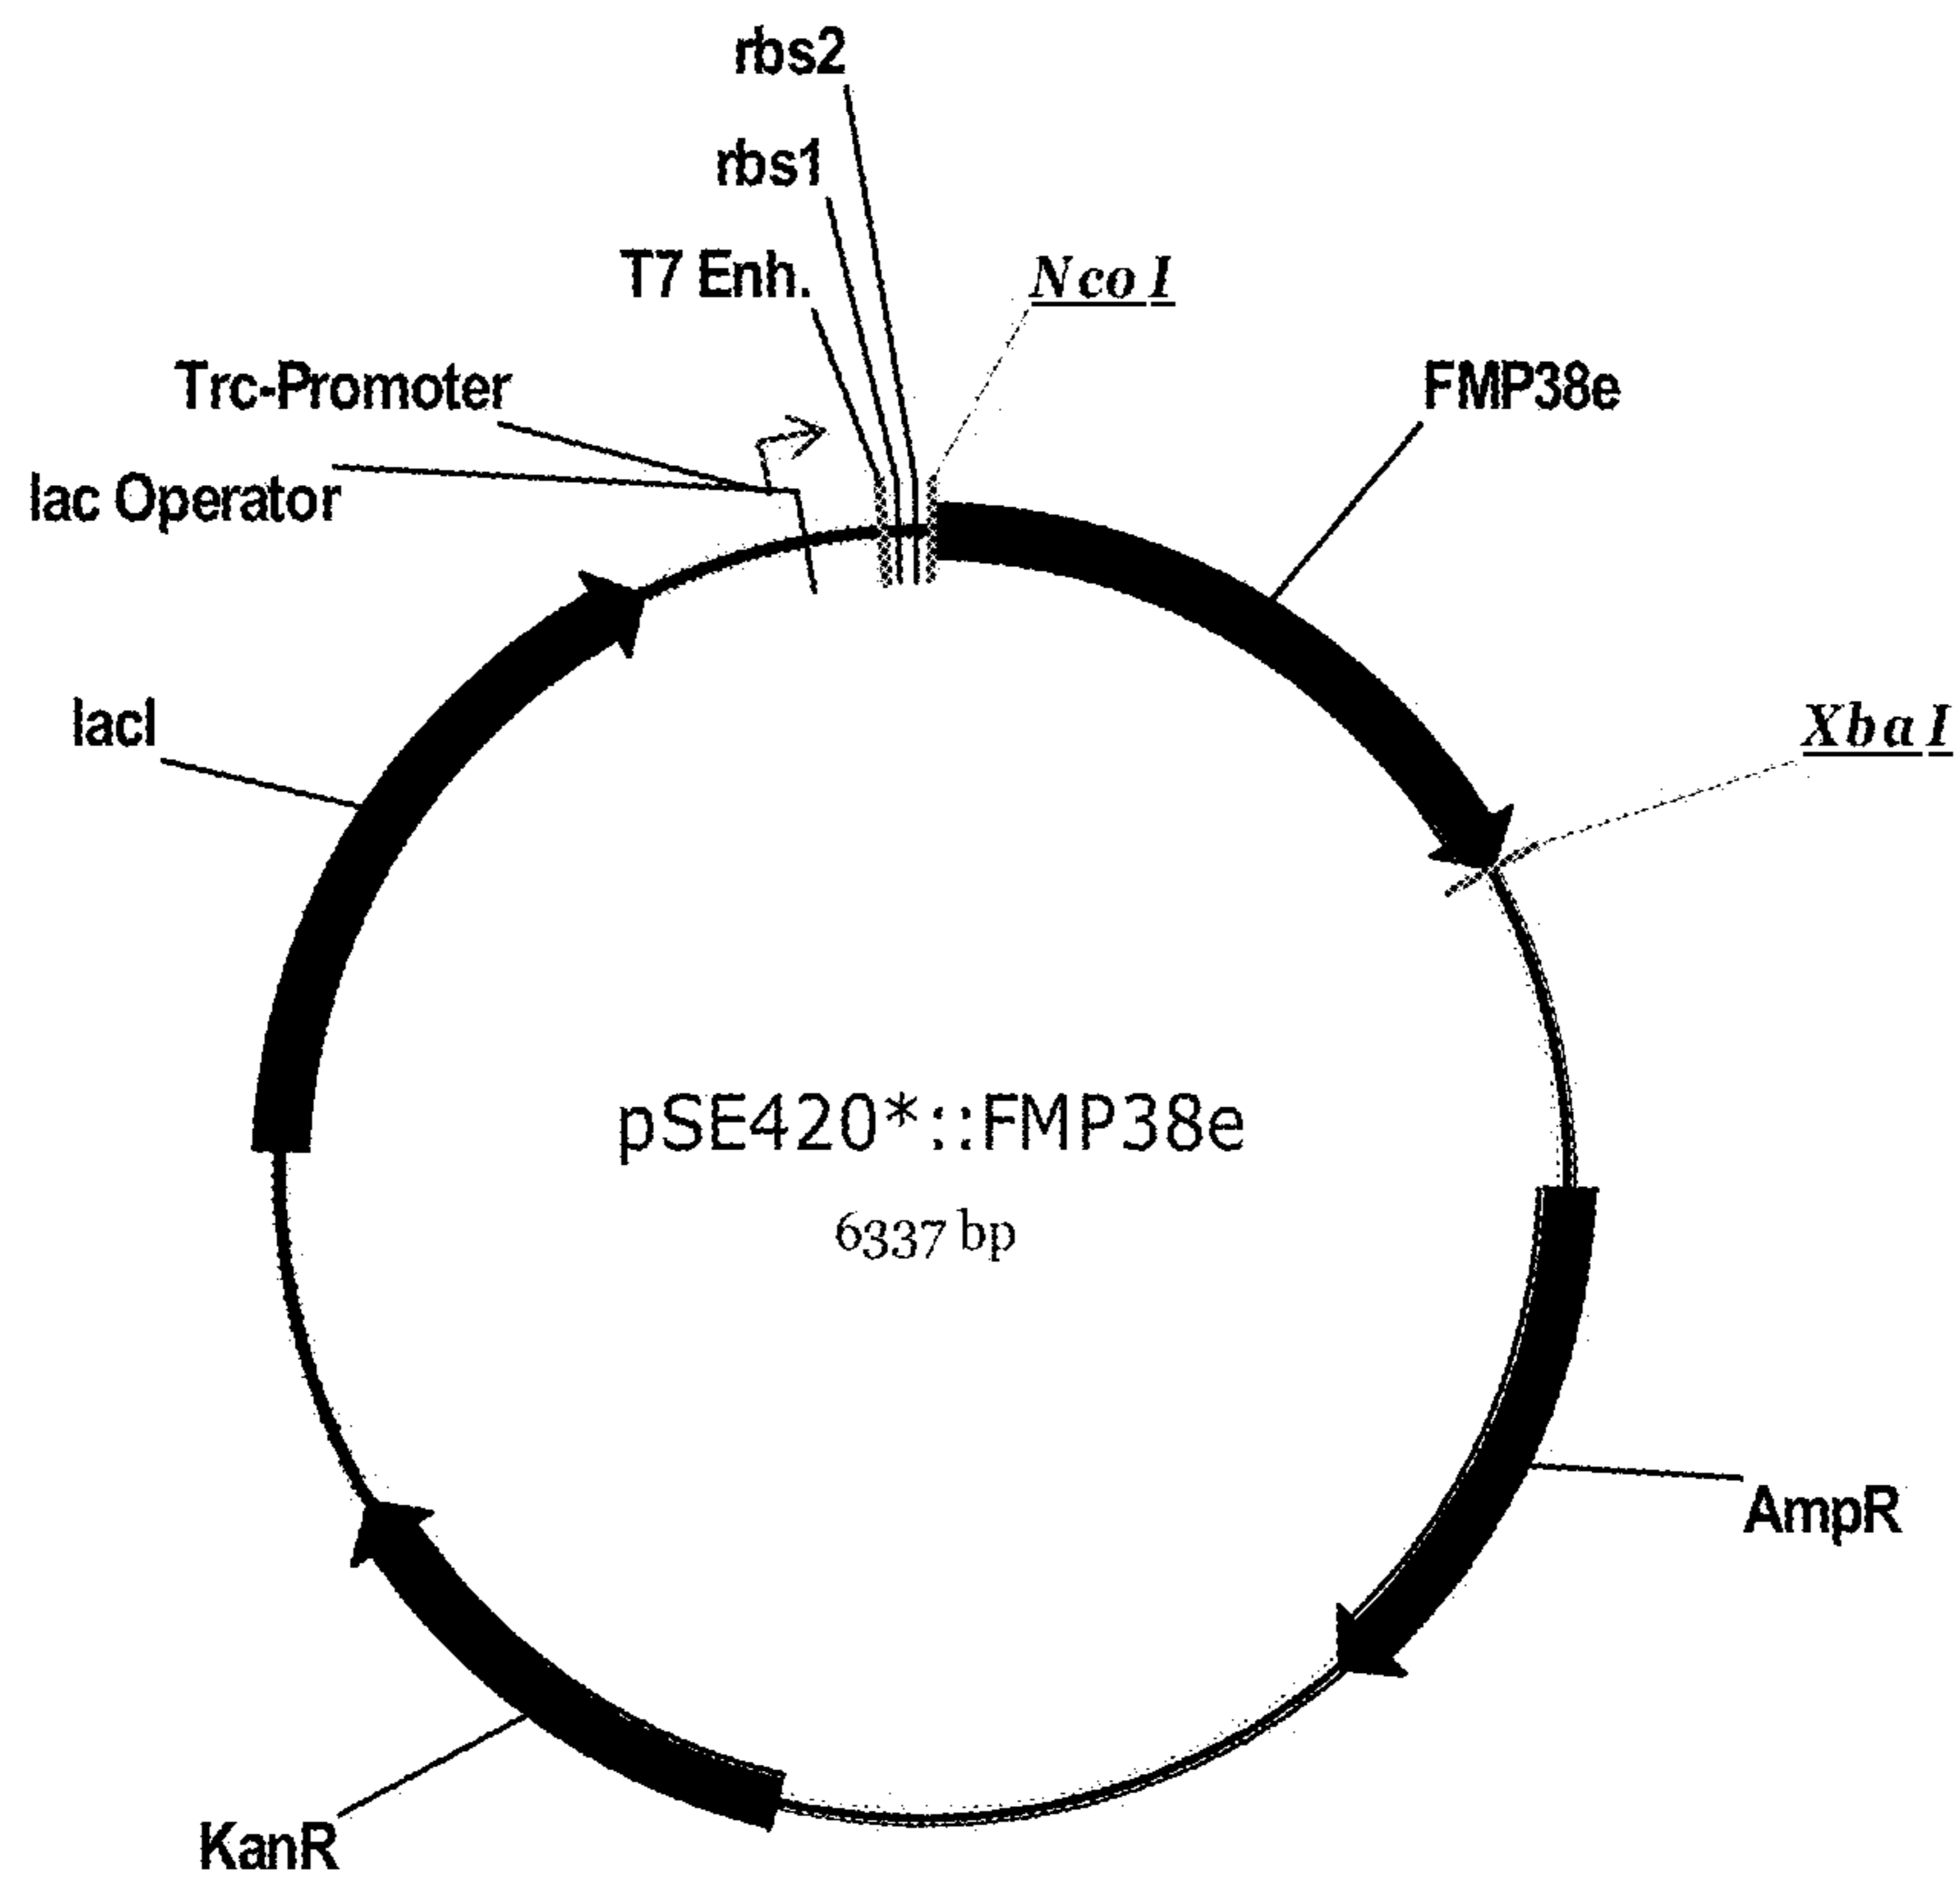 rbs2
rbs1
T7 Enh.
NcoI
Trc-Promoter
FMP38e
lac Operator
lacI
XbaI
pSE420*::FMP38e
6337 bp
AmpR
KanR